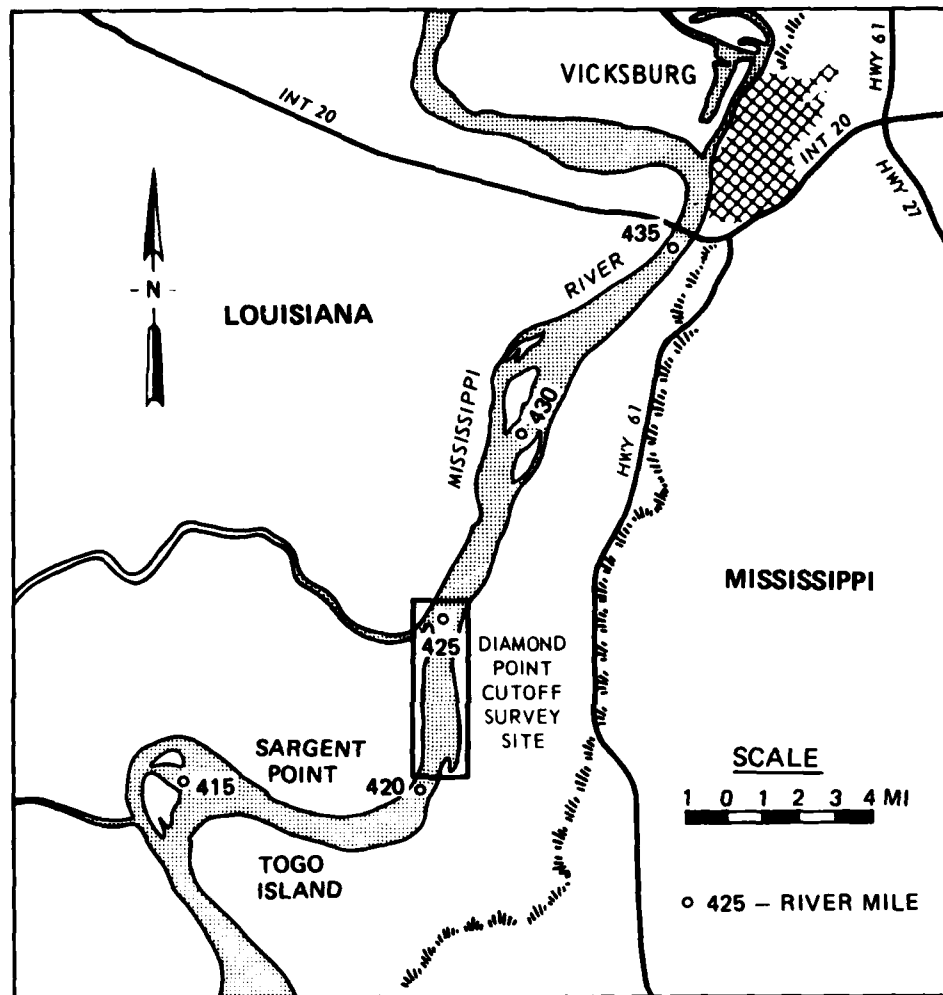 VICKSBURG
HWY 61
INT 20
INT 20
HWY 27
435
RIVER
- N -
LOUISIANA
MISSISSIPPI
430
HWY 61
MISSISSIPPI
425
DIAMOND
POINT
CUTOFF
SURVEY
SITE
SARGENT
POINT
420
415
SCALE
1 0 1 2 3 4 MI
TOGO
ISLAND
425 – RIVER MILE